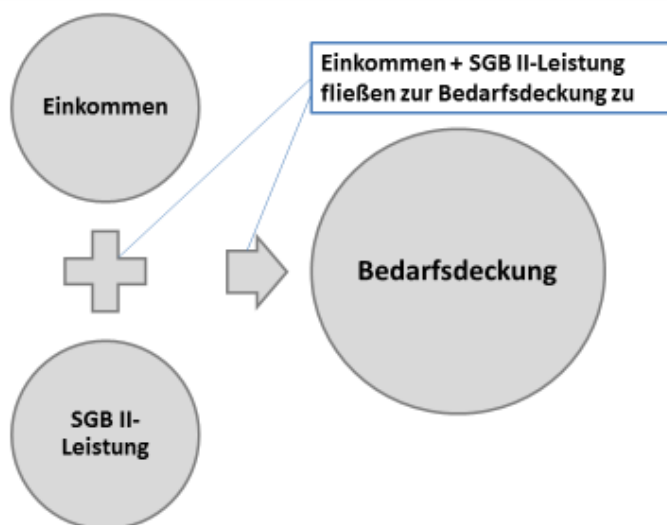 Einkommen
Einkommen + SGB II-Leistung
fließen zur Bedarfsdeckung zu
Bedarfsdeckung
SGB II-
Leistung